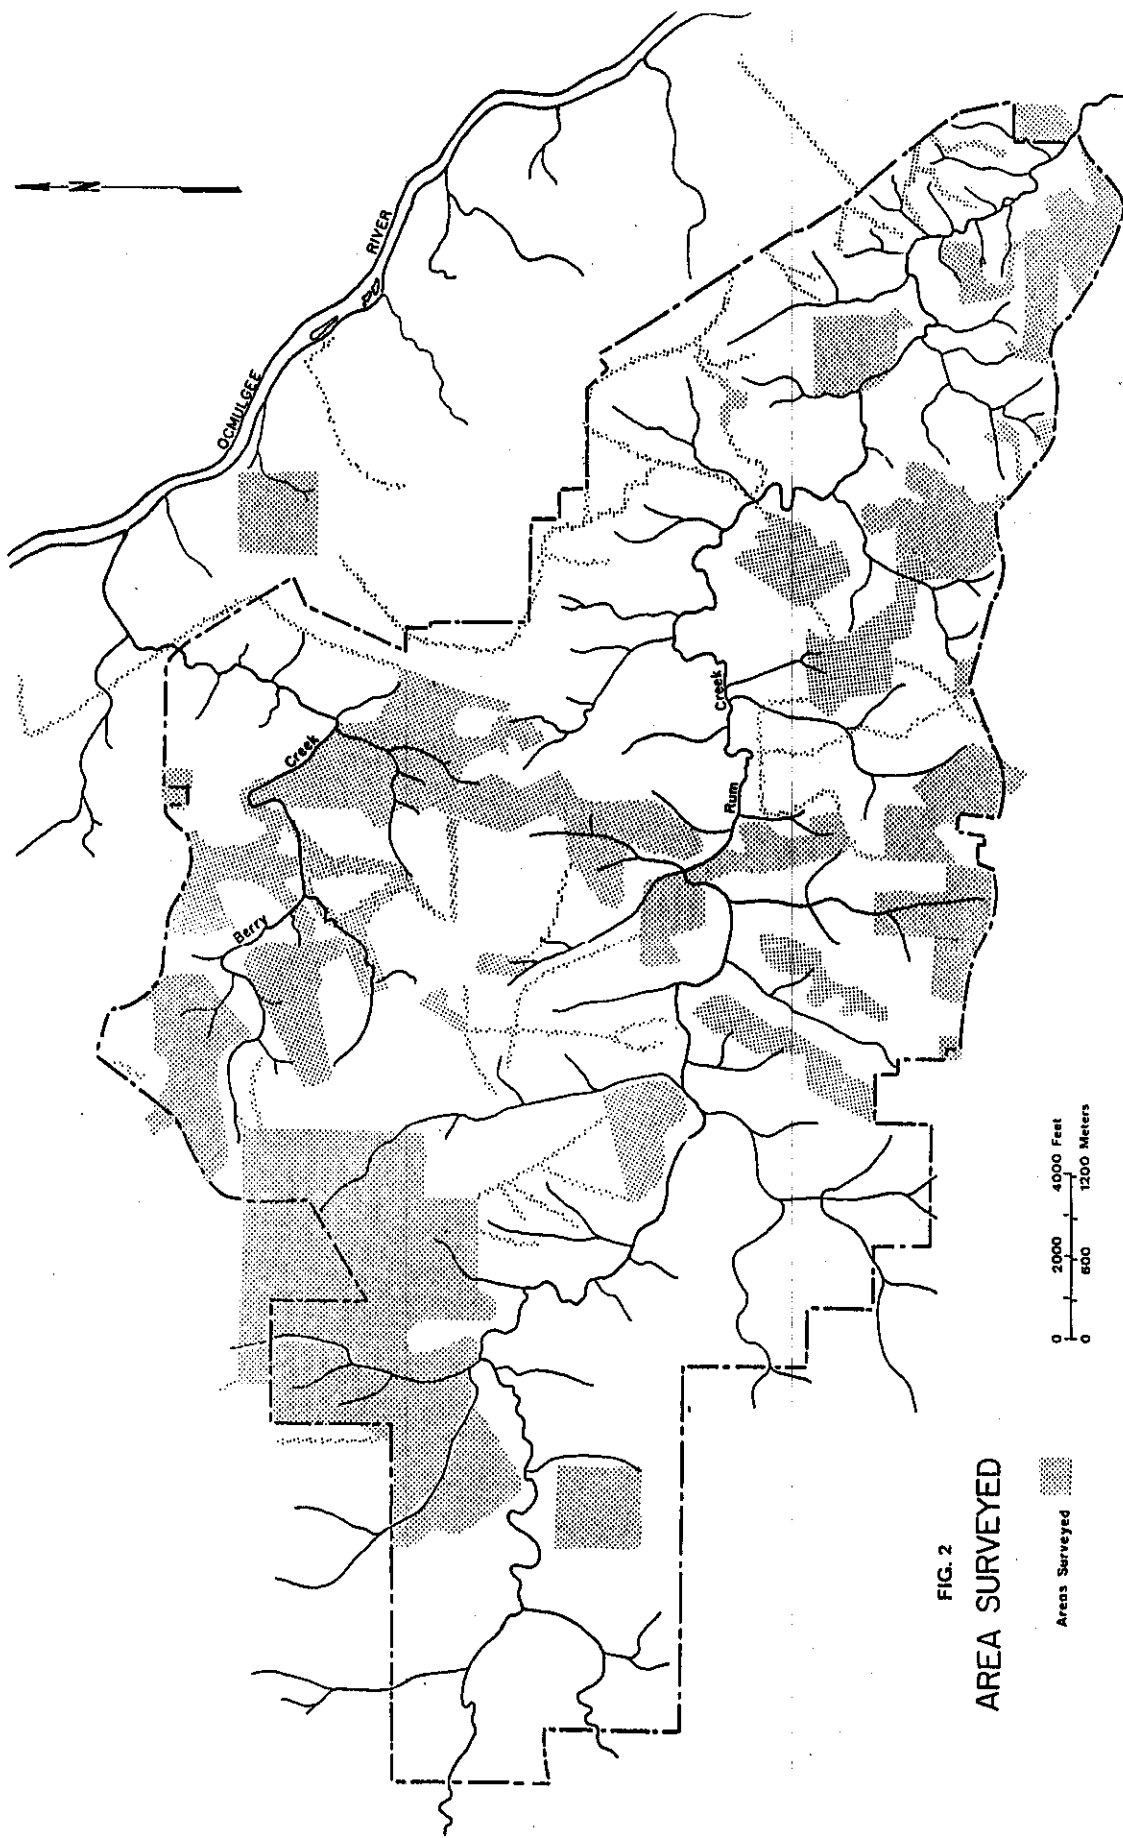 N
OCMULGEE
RIVER
Creek
Berry
Creek
Rum
0 2000 4000 Feet
0 600 1200 Meters
FIG. 2
AREA SURVEYED
Areas Surveyed